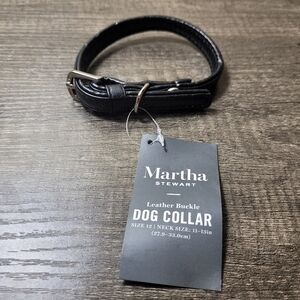 Martha
STEWART
Leather Buckle
DOG COLLAR
SIZE 12 | NECK SIZE: 11-13in
(27.9-33.0cm)